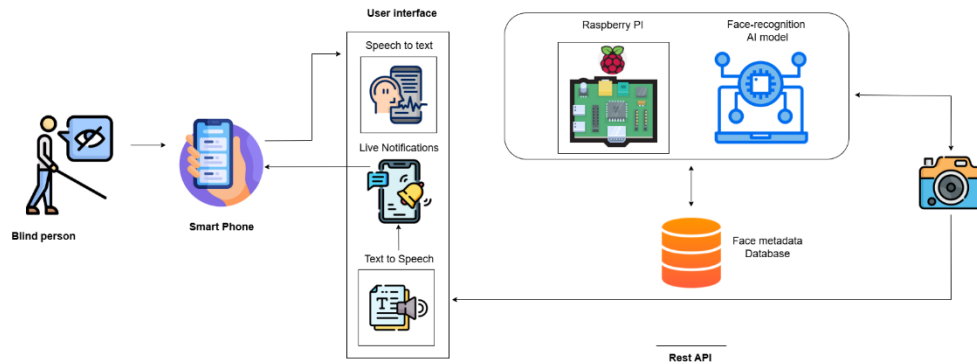 User interface
Speech to text
Live Notifications
Text to Speech
T
Raspberry PI
Face-recognition
AI model
Blind person
Smart Phone
Face metadata
Database
Rest API